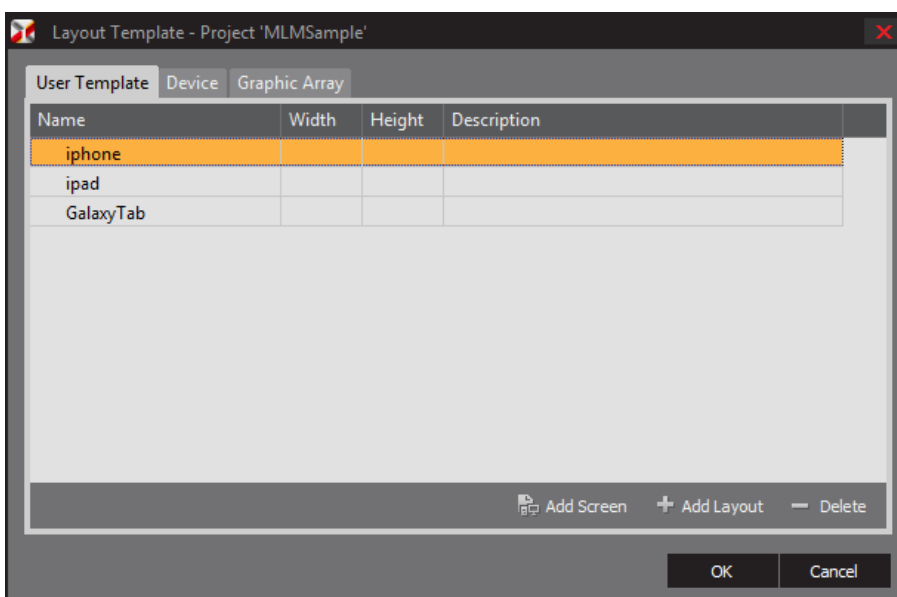 Layout Template - Project 'MLMSample'
User Template Device Graphic Array
Name Width Height Description
iphone
ipad
GalaxyTab
Add Screen Add Layout Delete
OK Cancel